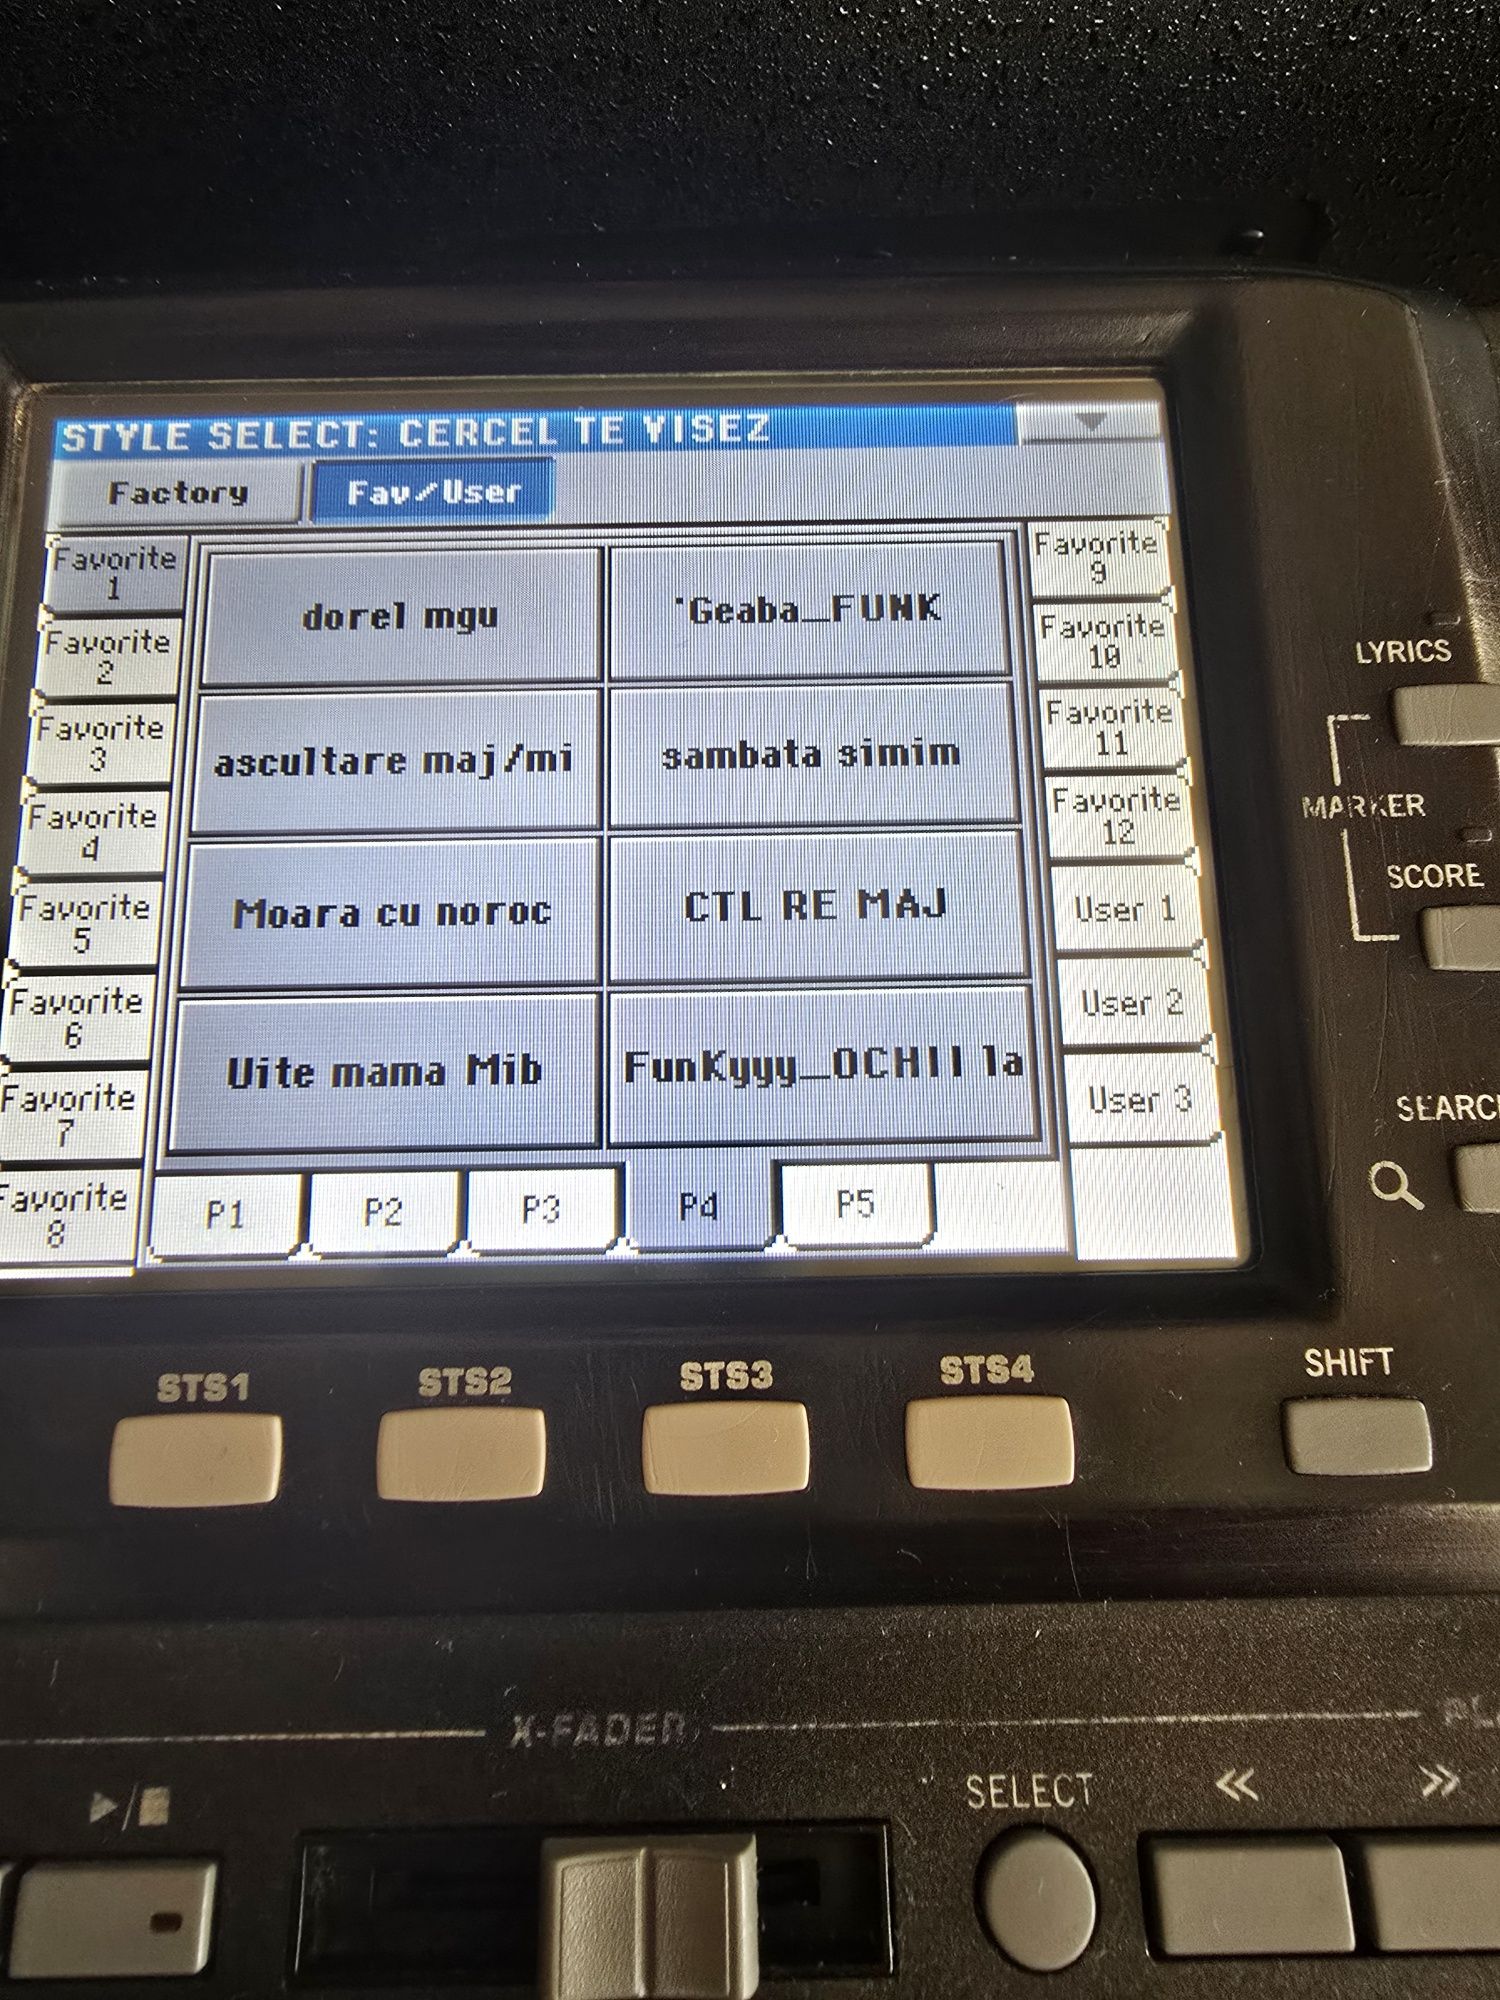 STYLE SELECT: CERCEL TE VISEZ
Factory
Fav/User
Favorite
1
Favorite
2
Favorite
3
Favorite
4
Favorite
5
Favorite
6
Favorite
7
Favorite
8
dorel mgu
'Geaba_FUNK
ascultare maj/mi
sambata simim
Moara cu noroc
CTL RE MAJ
Uite mama Mib
FunKyyy_OCHII la
Favorite
9
Favorite
10
Favorite
11
Favorite
12
User 1
User 2
User 3
P1
P2
P3
P4
P5
LYRICS
MARKER
SCORE
SEARCH
STS1
STS2
STS3
STS4
SHIFT
X-FADER
SELECT